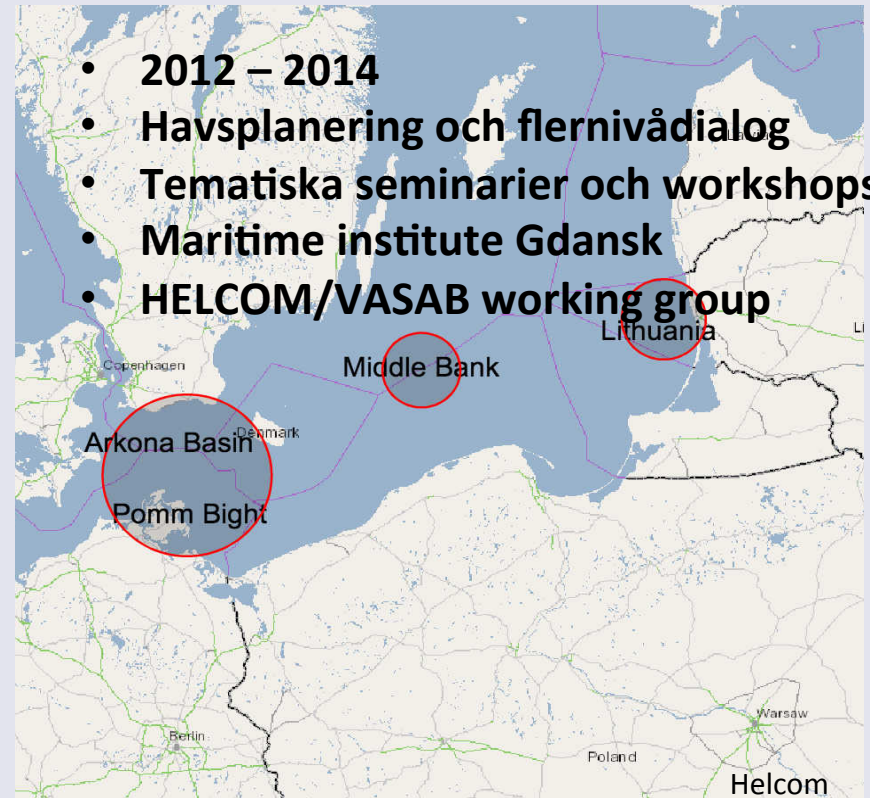 • 2012 – 2014
• Havsplanering och flernivådialog
• Tematiska seminarier och workshops
• Maritime institute Gdansk
• HELCOM/VASAB working group
Lithuania
Copenhagen
Middle Bank
Arkona Basin
Denmark
Pomm Bight
Warsaw
Berlin
Poland
Helcom